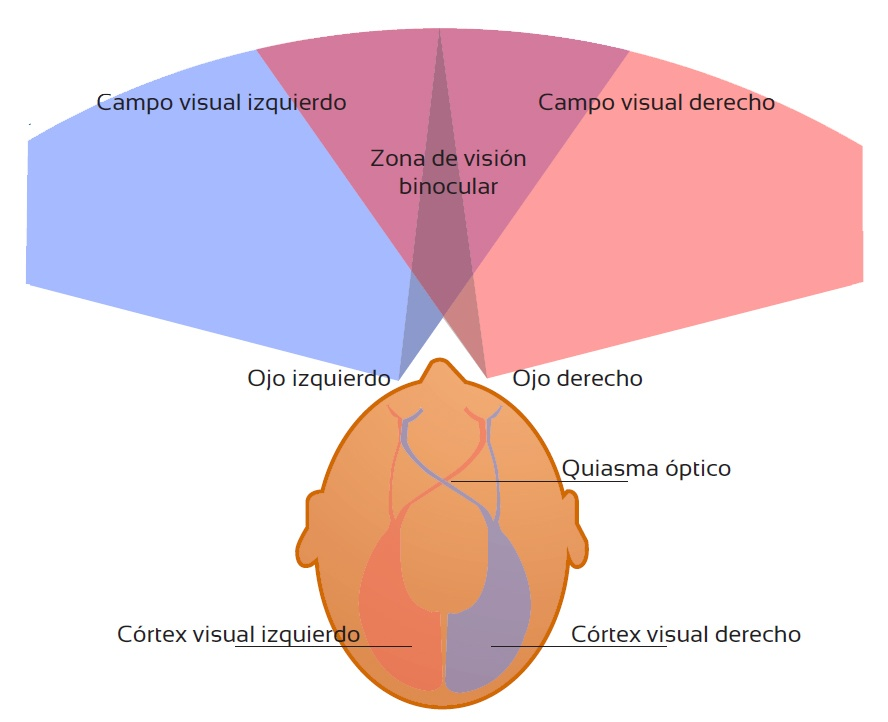 Campo visual izquierdo
Campo visual derecho
Zona de visión
binocular
Ojo izquierdo
Ojo derecho
Quiasma óptico
Córtex visual izquierdo
Córtex visual derecho